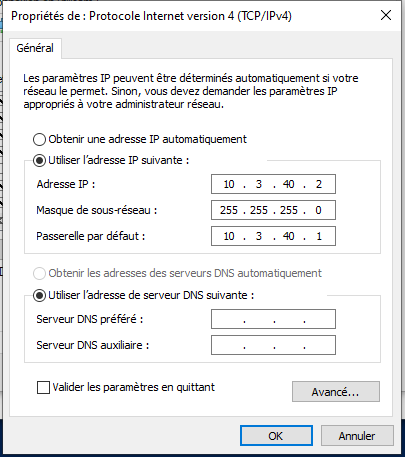 Propriétés de : Protocole Internet version 4 (TCP/IPv4)
Général
Les paramètres IP peuvent être déterminés automatiquement si votre
réseau le permet. Sinon, vous devez demander les paramètres IP
appropriés à votre administrateur réseau.
Obtenir une adresse IP automatiquement
Utiliser l'adresse IP suivante :
Adresse IP : 10 . 3 . 40 . 2
Masque de sous-réseau : 255 . 255 . 255 . 0
Passerelle par défaut : 10 . 3 . 40 . 1
Obtenir les adresses des serveurs DNS automatiquement
Utiliser l'adresse de serveur DNS suivante :
Serveur DNS préféré : . . .
Serveur DNS auxiliaire : . . .
Valider les paramètres en quittant
Avancé...
OK Annuler